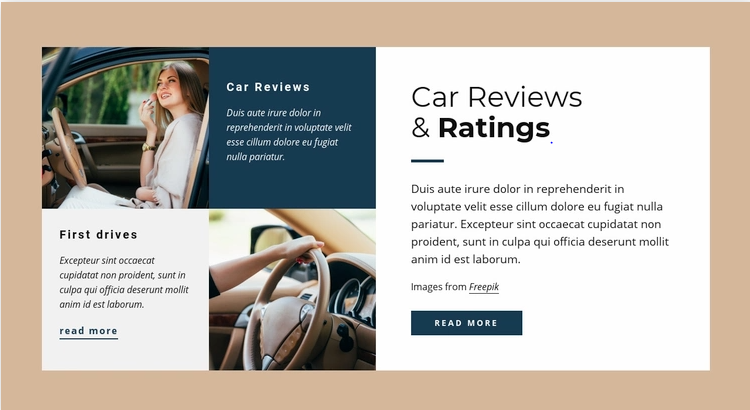 Car Reviews
Duis aute irure dolor in
reprehenderit in voluptate velit
esse cillum dolore eu fugiat
nulla pariatur.
First drives
Excepteur sint occaecat
cupidatat non proident, sunt in
culpa qui officia deserunt mollit
anim id est laborum.
read more
Car Reviews
& Ratings
Duis aute irure dolor in reprehenderit in
voluptate velit esse cillum dolore eu fugiat nulla
pariatur. Excepteur sint occaecat cupidatat non
proident, sunt in culpa qui officia deserunt mollit
anim id est laborum.
Images from Freepik
READ MORE